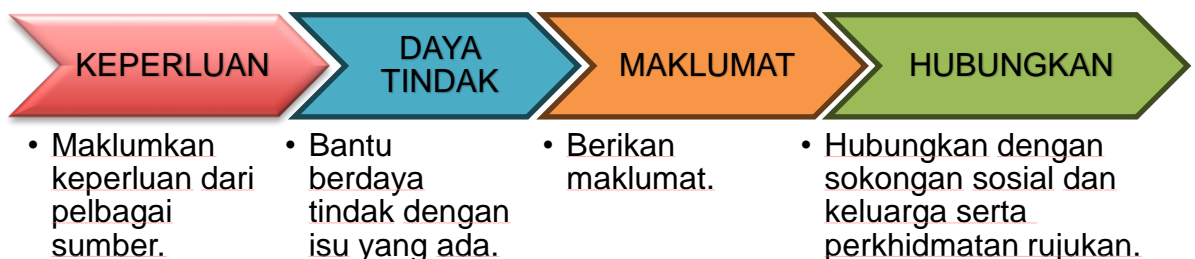 KEPERLUAN
DAYA
TINDAK
MAKLUMAT
HUBUNGKAN
• Maklumkan
keperluan dari
pelbagai
sumber.
• Bantu
berdaya
tindak dengan
isu yang ada.
• Berikan
maklumat.
• Hubungkan dengan
sokongan sosial dan
keluarga serta
perkhidmatan rujukan.